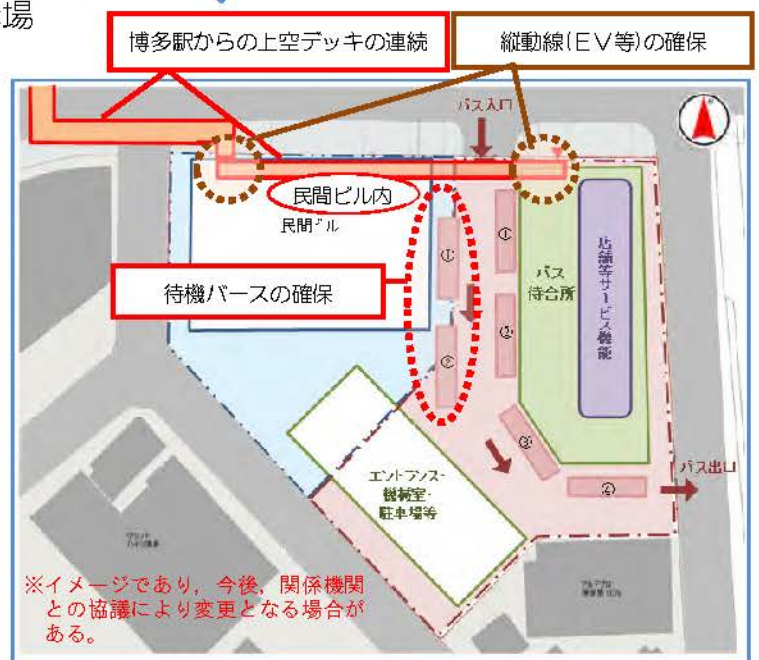 場
博多駅からの上空デッキの連続
縦動線(EV等)の確保
バス入口
民間ビル内
民間ビル
①
①
バス
待合所
店舗等サービス機能
待機バースの確保
②
②
③
④
バス出口
エントランス・
機械室・
駐車場等
※イメージであり，今後，関係機関
との協議により変更となる場合が
ある。